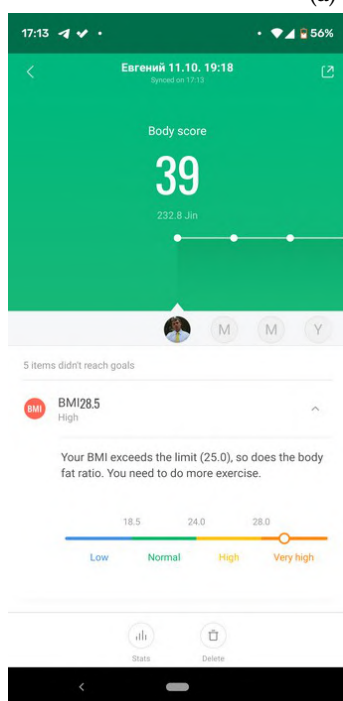 17:13
56%
Евгений 11.10. 19:18
Synced on 17:13
Body score
39
232.8 Jin
M
M
Y
5 items didn't reach goals
BMI
BMI28.5
High
Your BMI exceeds the limit (25.0), so does the body
fat ratio. You need to do more exercise.
18.5 24.0 28.0
Low Normal High Very high
Stats Delete